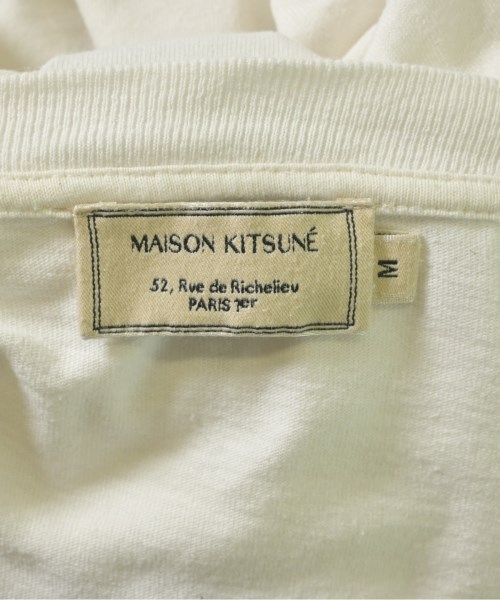 MAISON KITSUNÉ
52, Rue de Richelieu
PARIS 1er
M